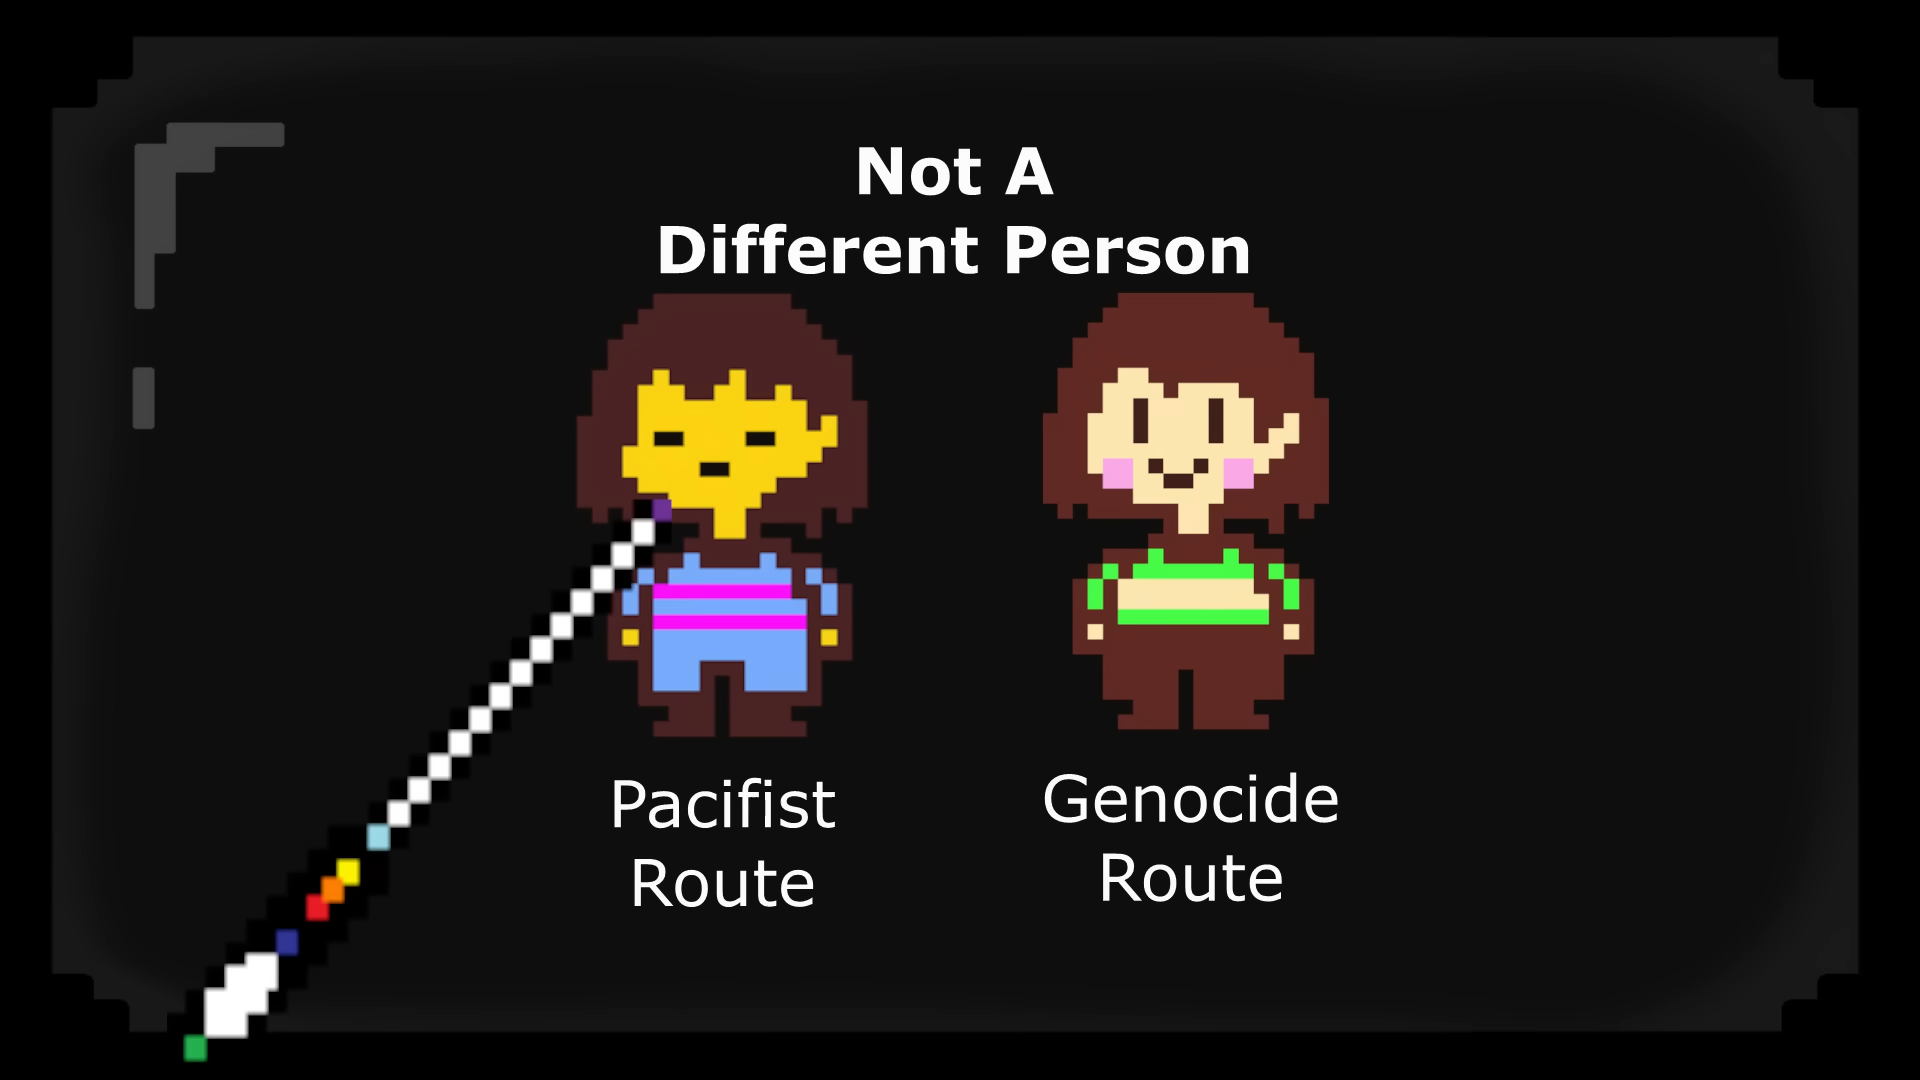 Not A
Different Person
Pacifist
Route
Genocide
Route